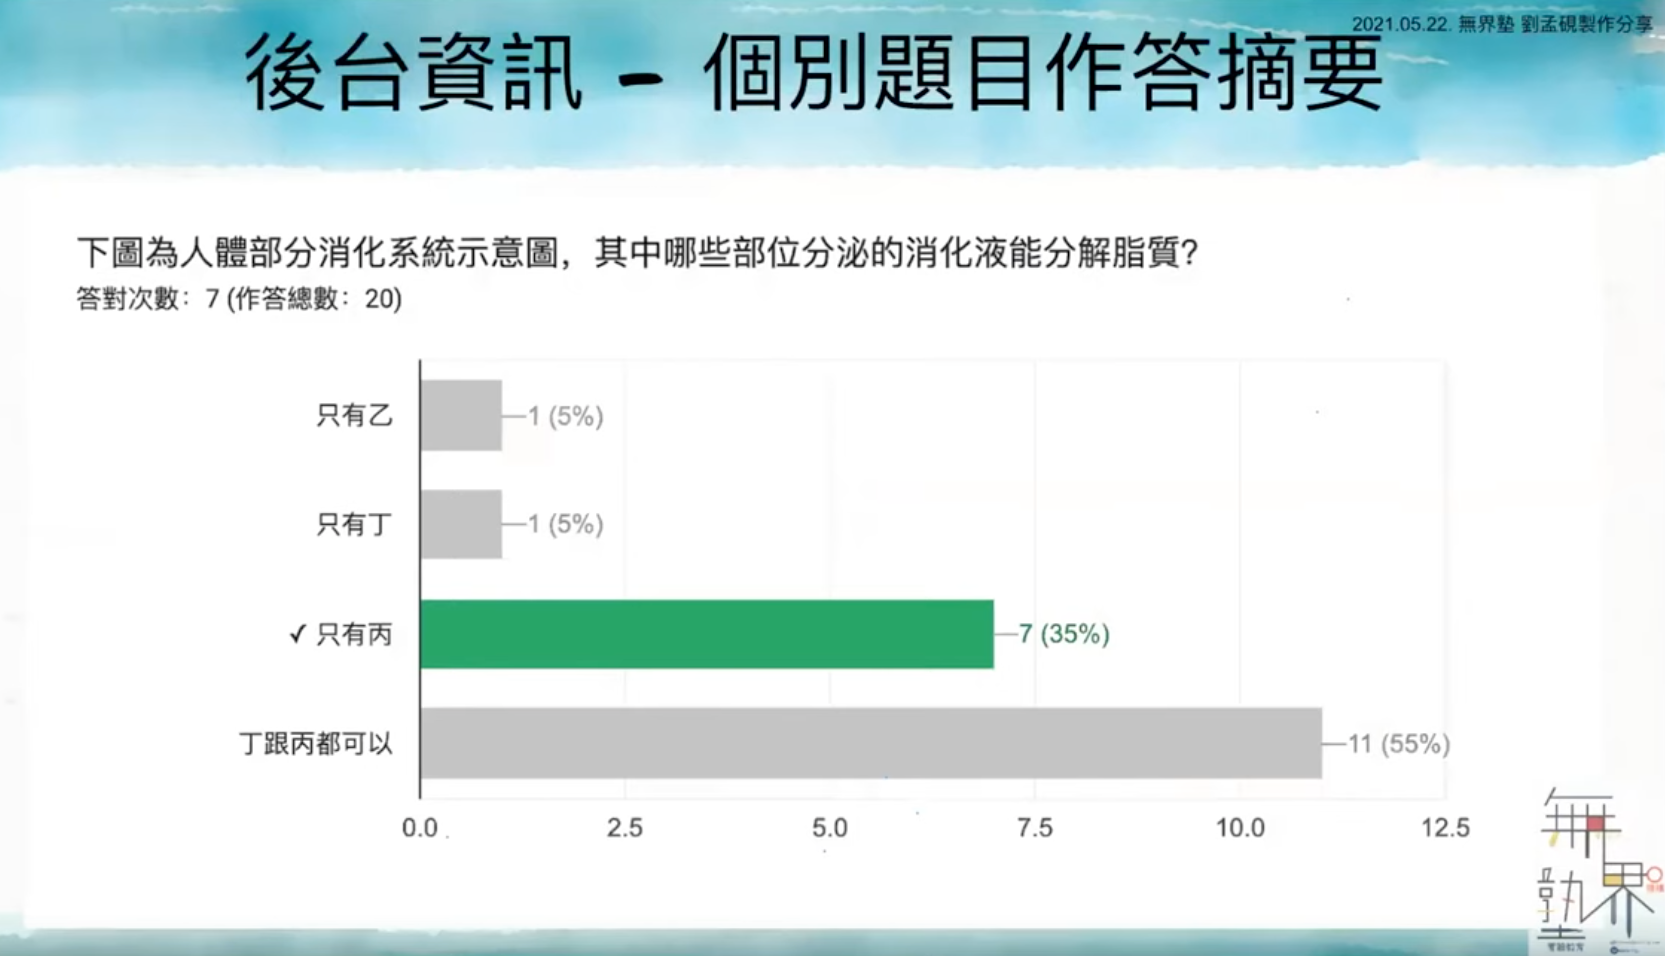 2021.05.22. 無界塾 劉孟硯製作分享
後台資訊 - 個別題目作答摘要
下圖為人體部分消化系統示意圖，其中哪些部位分泌的消化液能分解脂質?
答對次數：7 (作答總數：20)
只有乙
1 (5%)
只有丁
1 (5%)
✓ 只有丙
7 (35%)
丁跟丙都可以
11 (55%)
0.0 2.5 5.0 7.5 10.0 12.5
無
界
塾